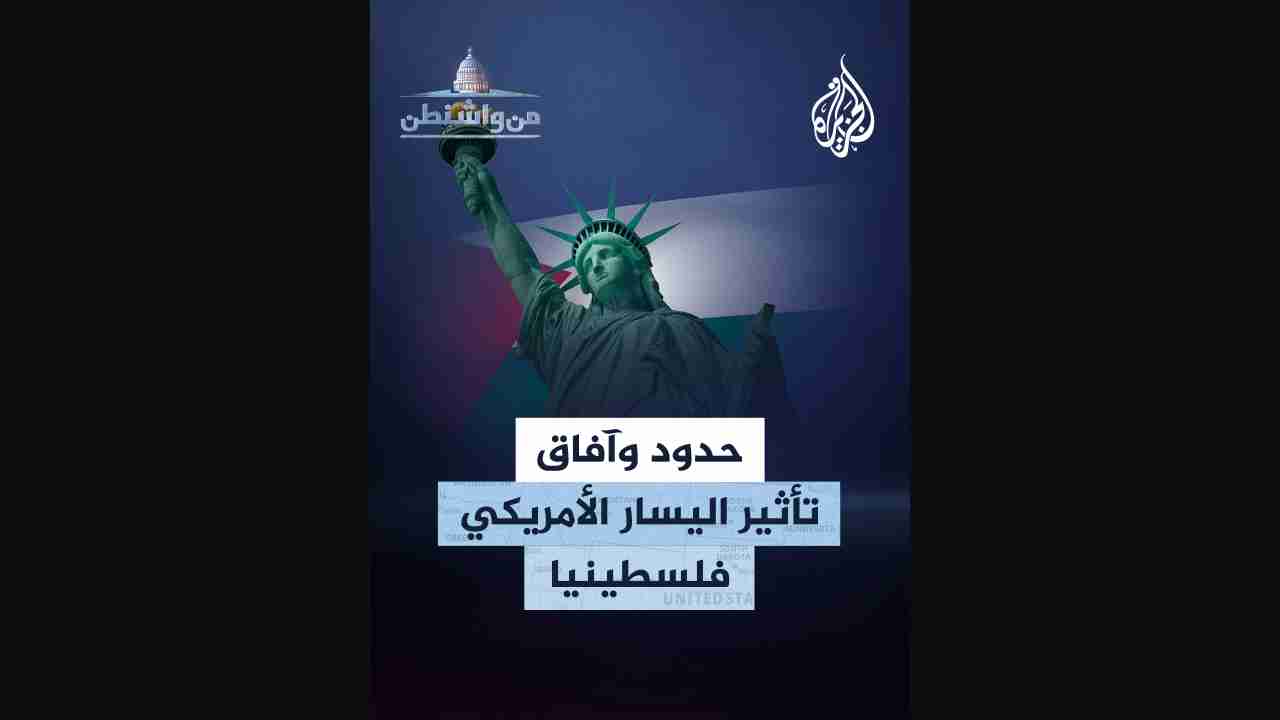 من واشنطن
الجزيرة
حدود وآفاق
تأثير اليسار الأمريكي
فلسطينيا
UNITED STA